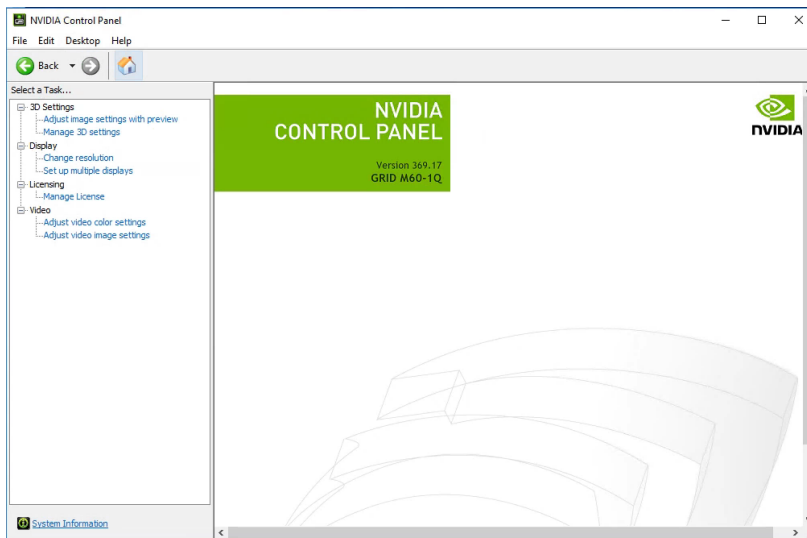 NVIDIA Control Panel
File Edit Desktop Help
Back
Select a Task...
3D Settings
Adjust image settings with preview
Manage 3D settings
Display
Change resolution
Set up multiple displays
Licensing
Manage License
Video
Adjust video color settings
Adjust video image settings
System Information
NVIDIA
CONTROL PANEL
Version 369.17
GRID M60-1Q
NVIDIA